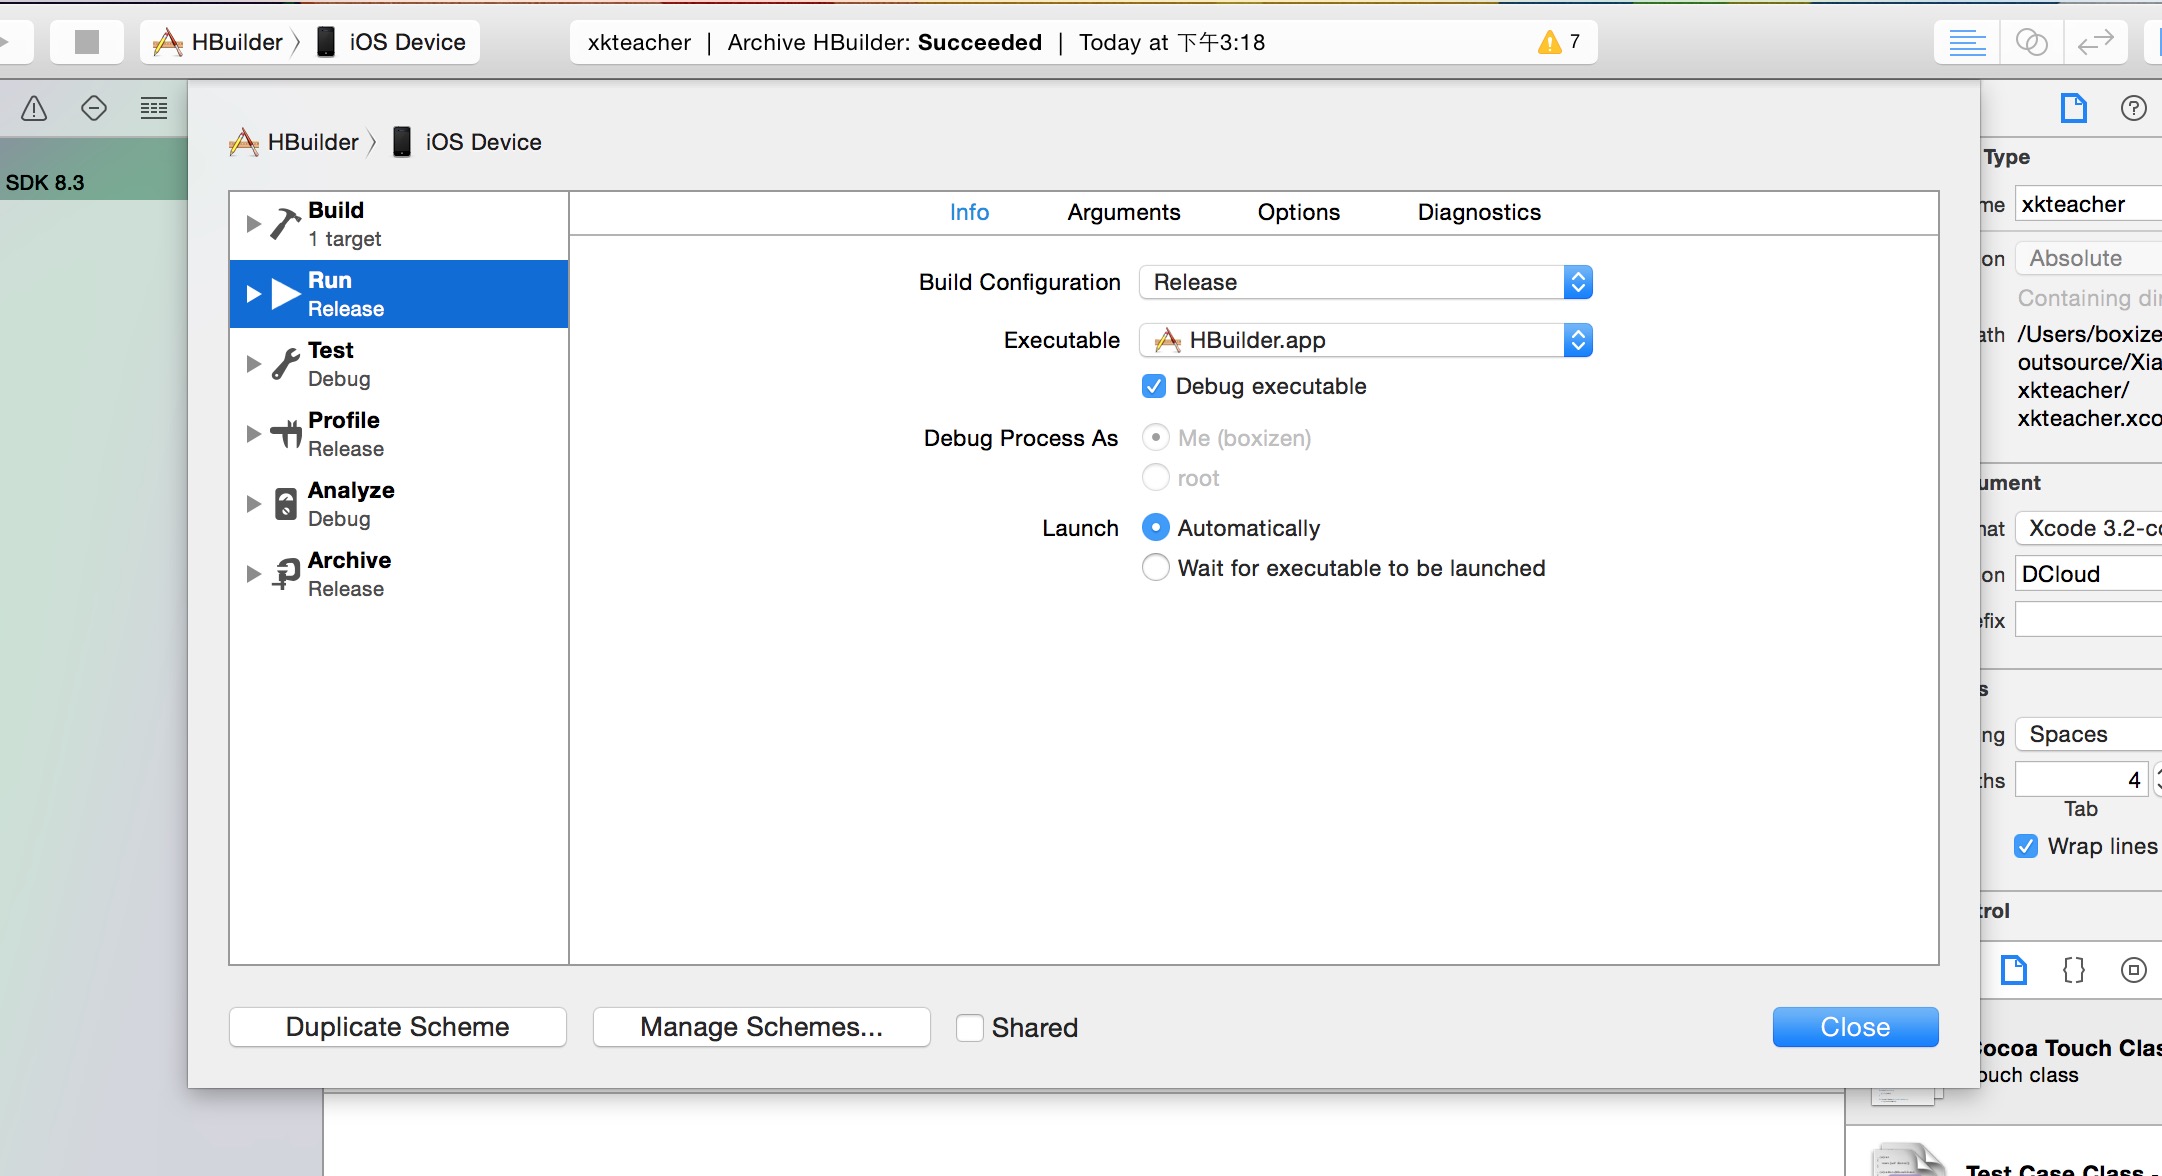 HBuilder iOS Device
xkteacher | Archive HBuilder: Succeeded | Today at 下午3:18
7
SDK 8.3
HBuilder iOS Device
Build
1 target
Run
Release
Test
Debug
Profile
Release
Analyze
Debug
Archive
Release
Info Arguments Options Diagnostics
Build Configuration Release
Executable HBuilder.app
Debug executable
Debug Process As Me (boxizen)
root
Launch Automatically
Wait for executable to be launched
Duplicate Scheme Manage Schemes... Shared Close
Type
me xkteacher
on Absolute
Containing dir
ath /Users/boxize
outsource/Xia
xkteacher/
xkteacher.xco
ument
nat Xcode 3.2-co
on DCloud
efix
s
ng Spaces
ths 4
Tab
Wrap lines
trol
{}
Cocoa Touch Clas
ouch class
Test Case Class -